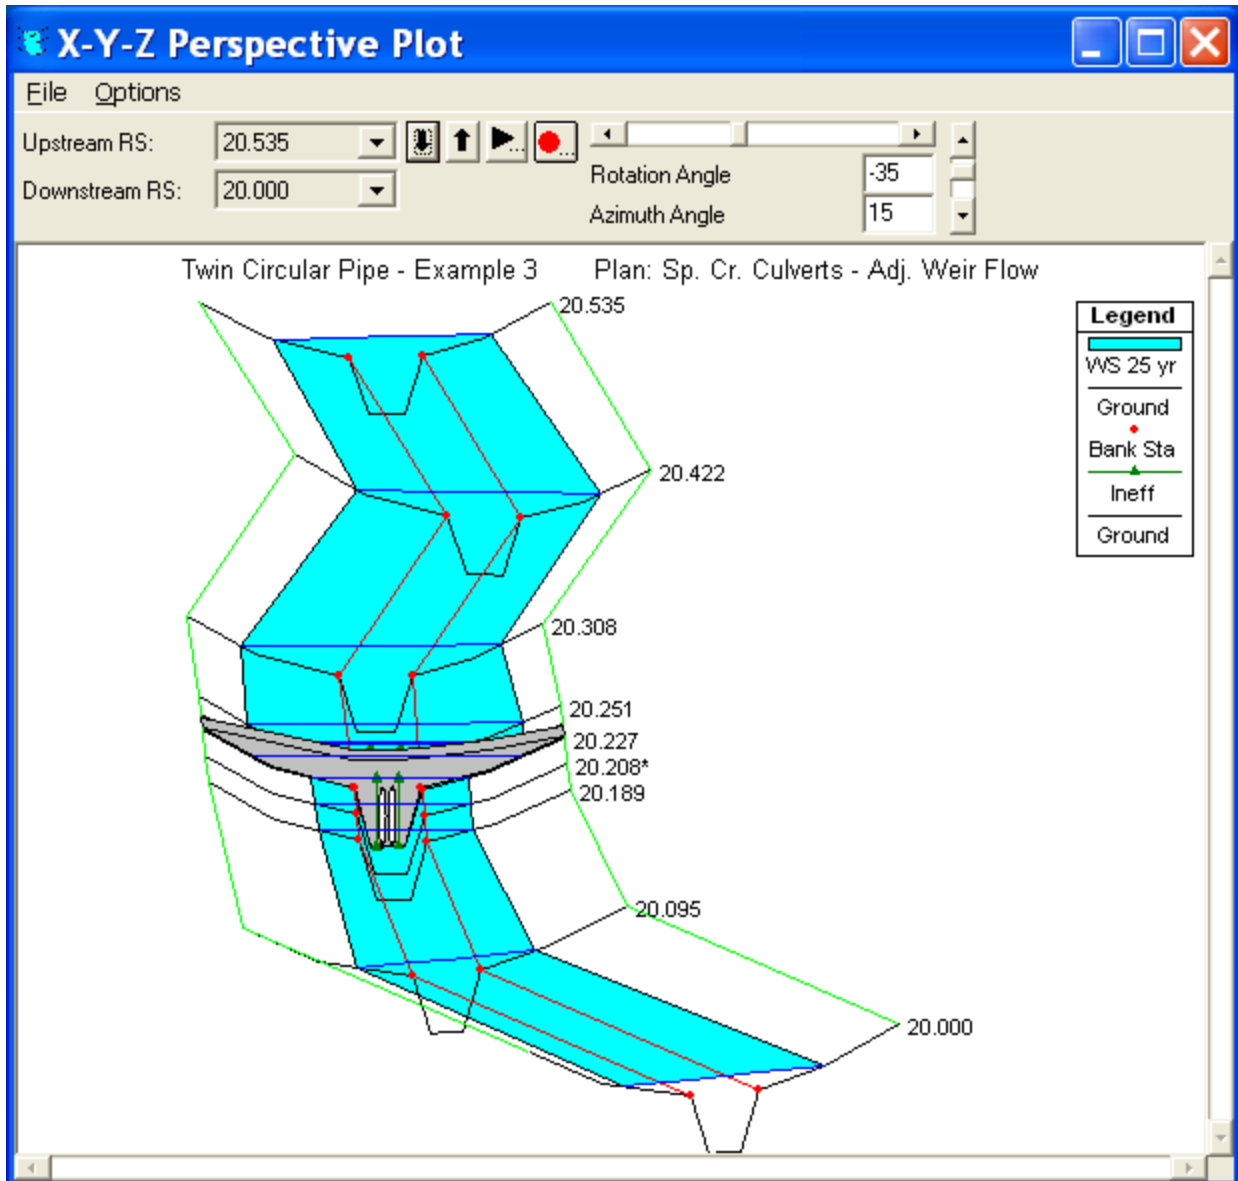 X-Y-Z Perspective Plot
File Options
Upstream RS: 20.535
Downstream RS: 20.000
Rotation Angle -35
Azimuth Angle 15
Twin Circular Pipe - Example 3 Plan: Sp. Cr. Culverts - Adj. Weir Flow
20.535
20.422
20.308
20.251
20.227
20.208*
20.189
20.095
20.000
Legend
WS 25 yr
Ground
Bank Sta
Ineff
Ground